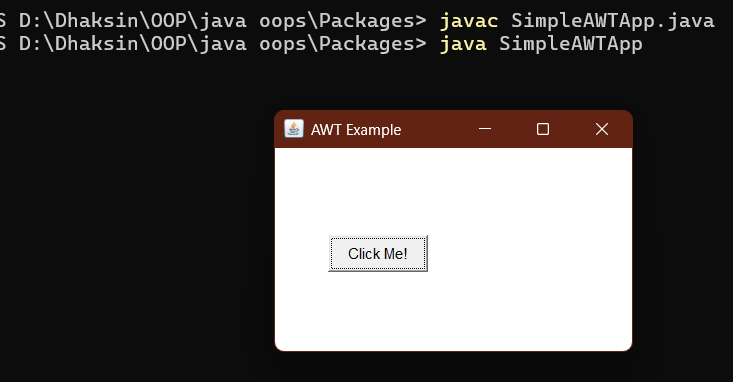 S D:\Dhaksin\OOP\java oops\Packages> javac SimpleAWTApp.java
S D:\Dhaksin\OOP\java oops\Packages> java SimpleAWTApp
AWT Example
Click Me!